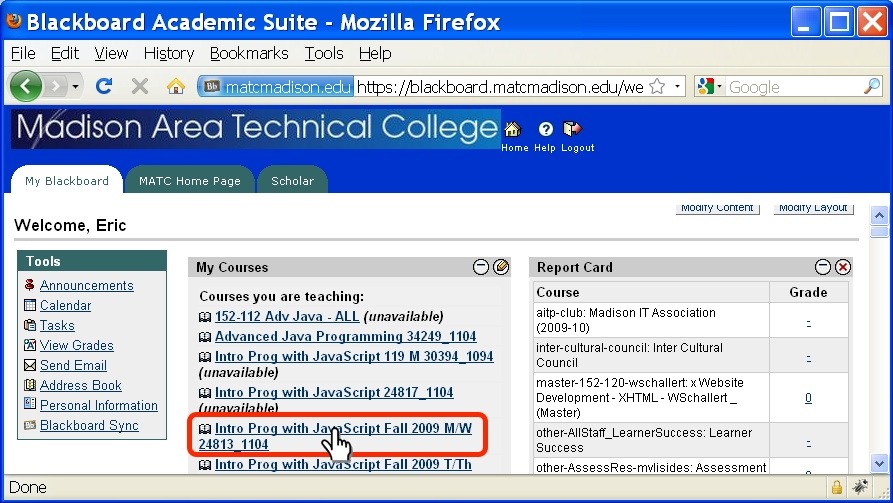 Blackboard Academic Suite - Mozilla Firefox
File Edit View History Bookmarks Tools Help
Bb matcmadison.edu https://blackboard.matcmadison.edu/we
Google
Madison Area Technical College
Home Help Logout
My Blackboard
MATC Home Page
Scholar
Modify Content
Modify Layout
Welcome, Eric
Tools
Announcements
Calendar
Tasks
View Grades
Send Email
Address Book
Personal Information
Blackboard Sync
My Courses
Courses you are teaching:
152-112 Adv Java - ALL (unavailable)
Advanced Java Programming 34249_1104
Intro Prog with JavaScript 119 M 30394_1094
(unavailable)
Intro Prog with JavaScript 24817_1104
(unavailable)
Intro Prog with JavaScript Fall 2009 M/W
24813_1104
Intro Prog with JavaScript Fall 2009 T/Th
Report Card
Course Grade
aitp-club: Madison IT Association
(2009-10)
-
inter-cultural-council: Inter Cultural
Council
-
master-152-120-wschallert: x Website
Development - XHTML - WSchallert _
(Master)
0
other-AllStaff_LearnerSuccess: Learner
Success
-
other-AssessRes-mylisides: Assessment
0
Done